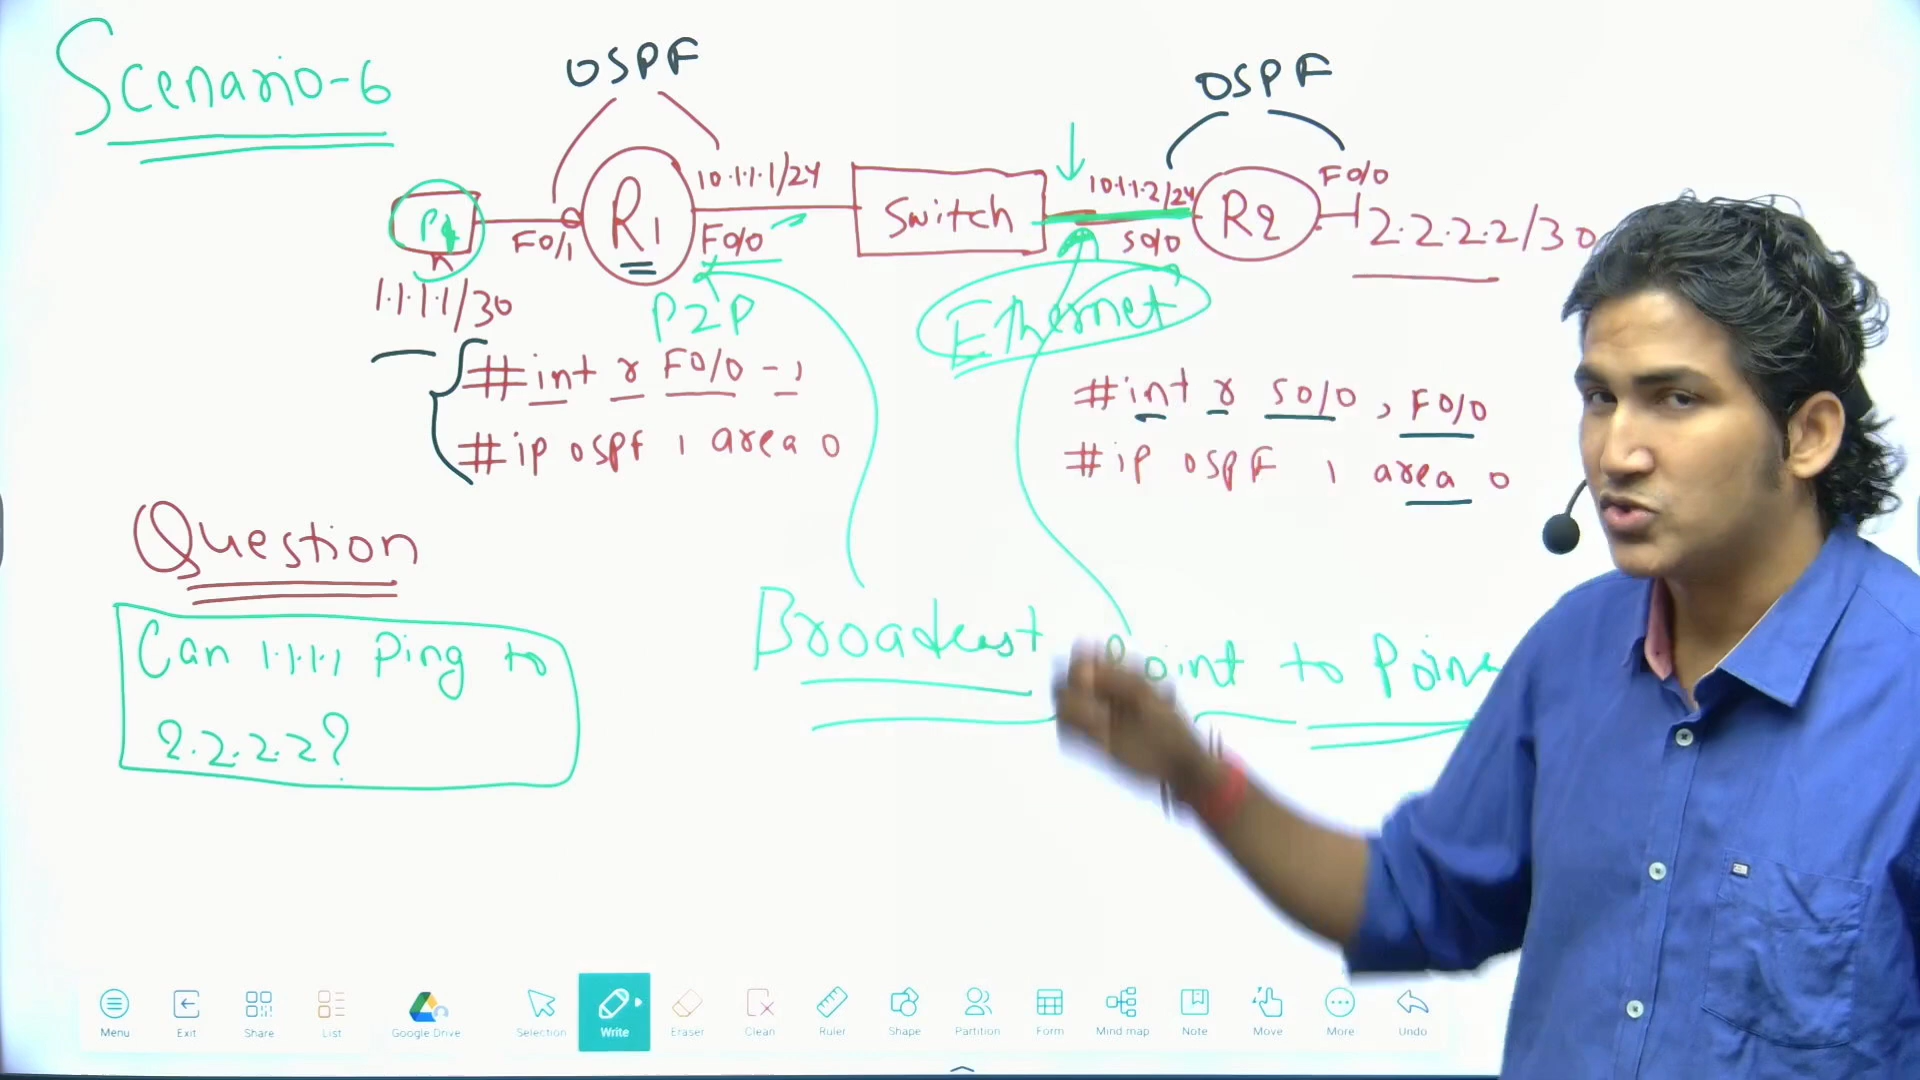 Scenario-6
OSPF
OSPF
10.1.1.1/24
10.1.1.2/24
F0/0
R1
Switch
R2
2.2.2.2/30
F0/1
F0/0
S0/0
1.1.1.1/30
P2P
Ethernet
#int r F0/0 - 1
#ip ospf 1 area 0
#int r S0/0, F0/0
#ip ospf 1 area 0
Question
Can 1.1.1.1 Ping to
2.2.2.2?
Broadcast
Point to Point
Menu
Exit
Share
List
Google Drive
Selection
Write
Eraser
Clean
Ruler
Shape
Partition
Form
Mind map
Note
Move
More
Undo